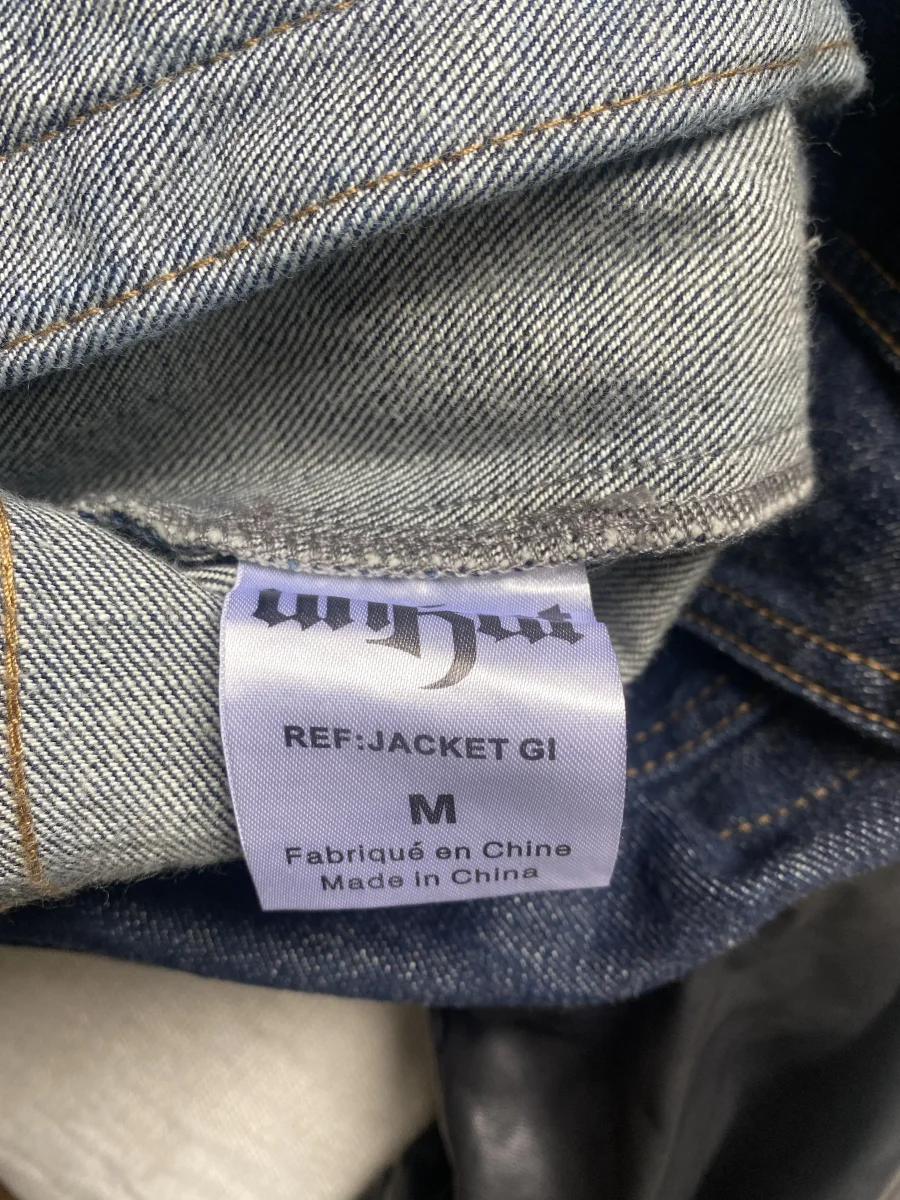 REF:JACKET GI
M
Fabriqué en Chine
Made in China